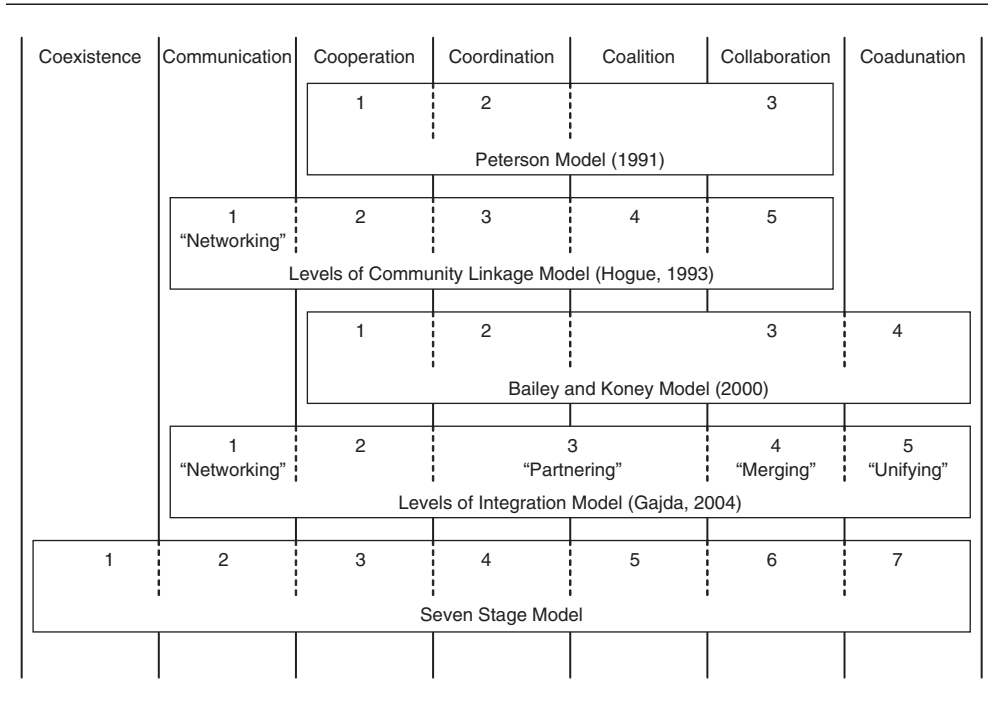 Coexistence Communication Cooperation Coordination Coalition Collaboration Coadunation
1 2 3
Peterson Model (1991)
1 2 3 4 5
“Networking”
Levels of Community Linkage Model (Hogue, 1993)
1 2 3 4
Bailey and Koney Model (2000)
1 2 3 4 5
“Networking” “Partnering” “Merging” “Unifying”
Levels of Integration Model (Gajda, 2004)
1 2 3 4 5 6 7
Seven Stage Model